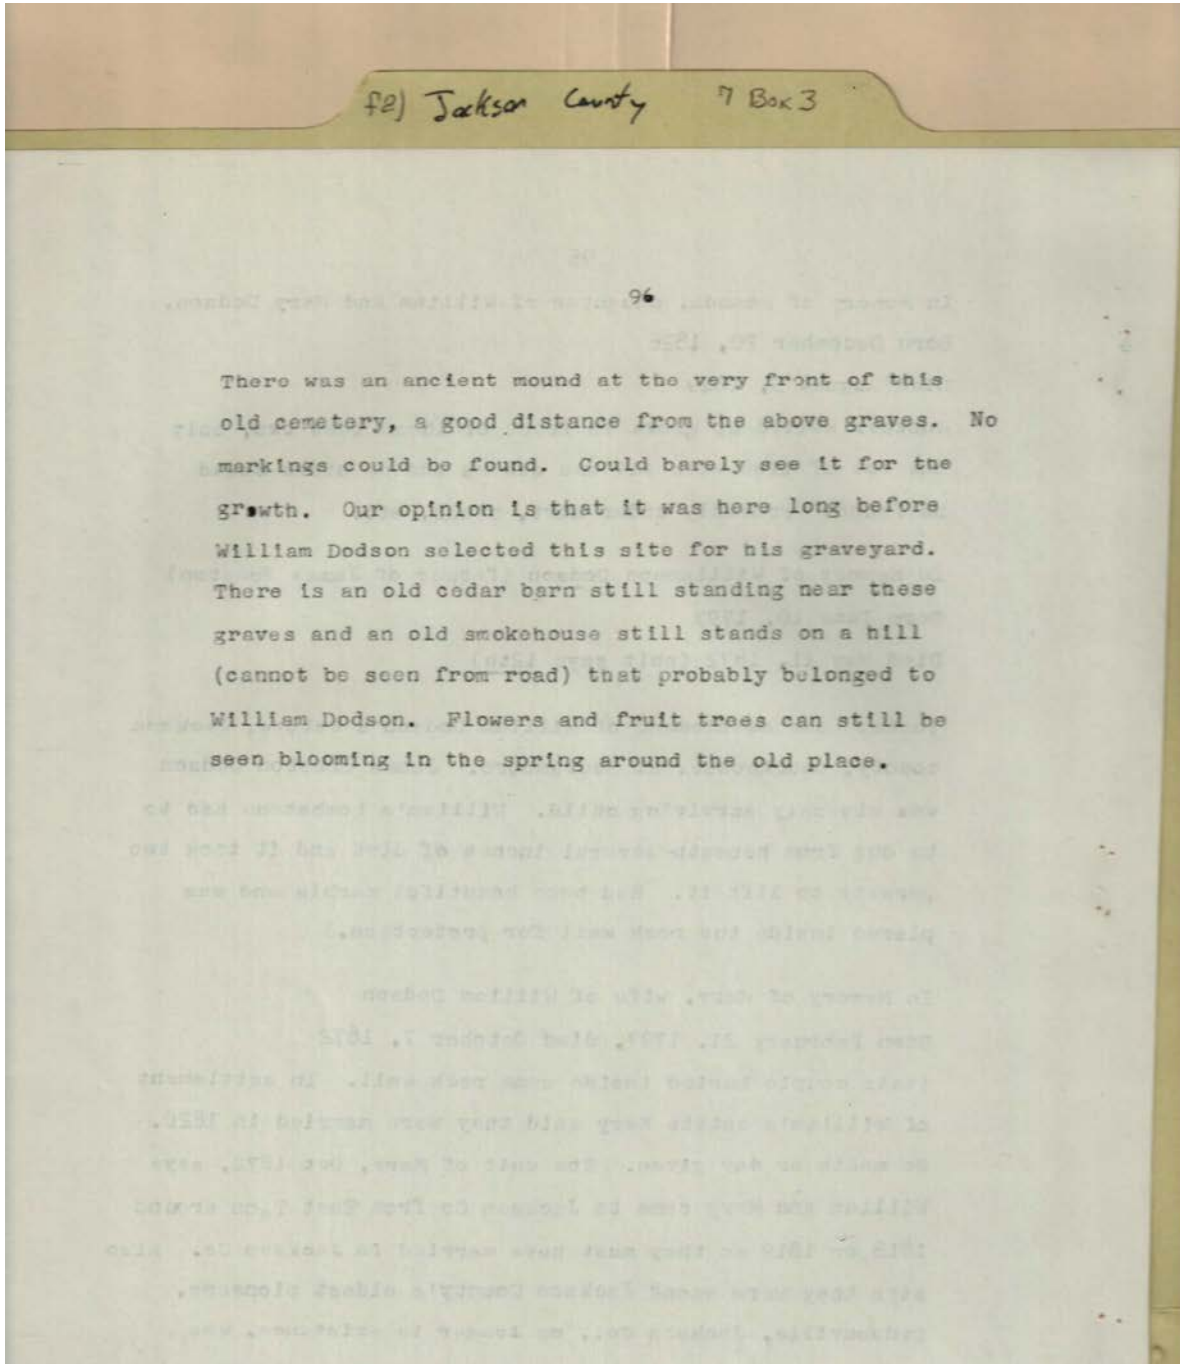 f2) Jackson County 7 Box 3
96
There was an ancient mound at the very front of this
old cemetery, a good distance from the above graves. No
markings could be found. Could barely see it for the
growth. Our opinion is that it was here long before
William Dodson selected this site for his graveyard.
There is an old cedar barn still standing near these
graves and an old smokehouse still stands on a hill
(cannot be seen from road) that probably belonged to
William Dodson. Flowers and fruit trees can still be
seen blooming in the spring around the old place.